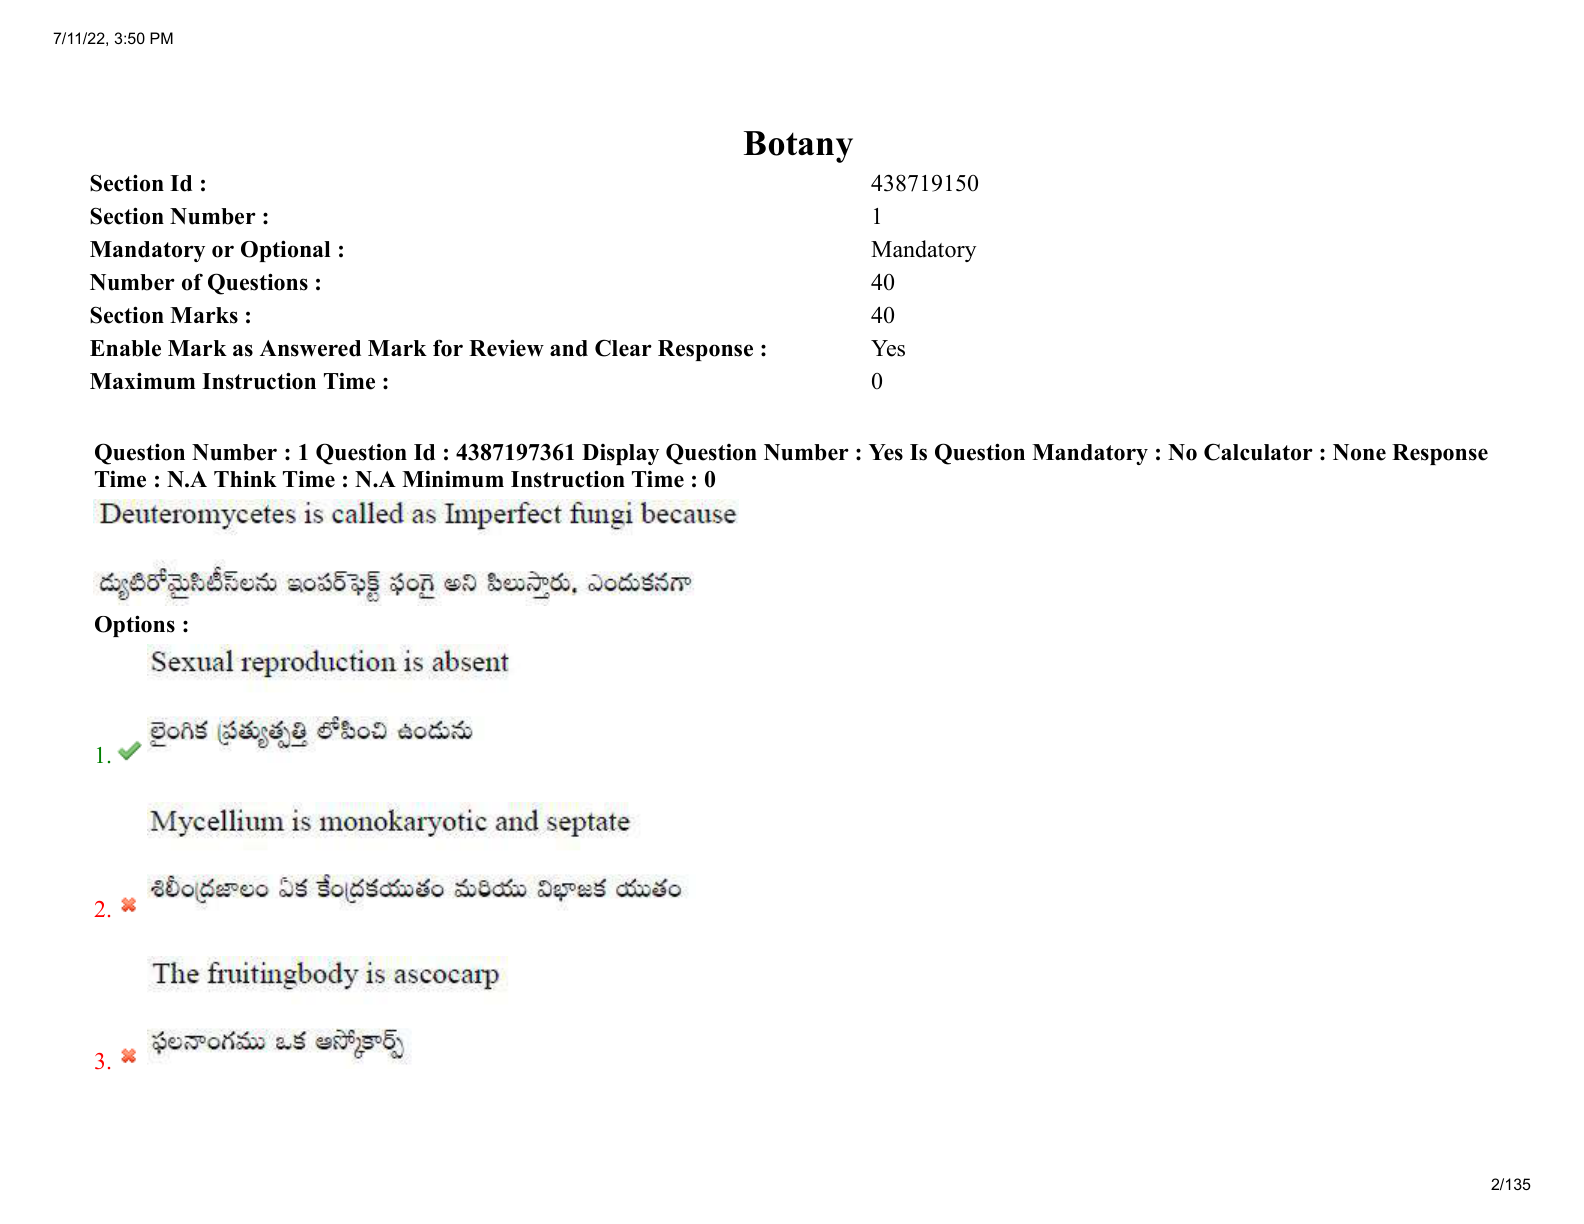 7/11/22, 3:50 PM
Botany
Section Id : 438719150
Section Number : 1
Mandatory or Optional : Mandatory
Number of Questions : 40
Section Marks : 40
Enable Mark as Answered Mark for Review and Clear Response : Yes
Maximum Instruction Time : 0
Question Number : 1 Question Id : 4387197361 Display Question Number : Yes Is Question Mandatory : No Calculator : None Response
Time : N.A Think Time : N.A Minimum Instruction Time : 0
Deuteromycetes is called as Imperfect fungi because
డ్యుటిరోమైసిటీస్‌లను ఇంపర్‌ఫెక్ట్ ఫంగై అని పిలుస్తారు, ఎందుకనగా
Options :
Sexual reproduction is absent
లైంగిక ప్రత్యుత్పత్తి లోపించి ఉండును
1.
Mycellium is monokaryotic and septate
శిలీంద్రజాలం ఏక కేంద్రకయుతం మరియు విభాజక యుతం
2.
The fruitingbody is ascocarp
ఫలనాంగము ఒక ఆస్కోకార్ప్
3.
2/135